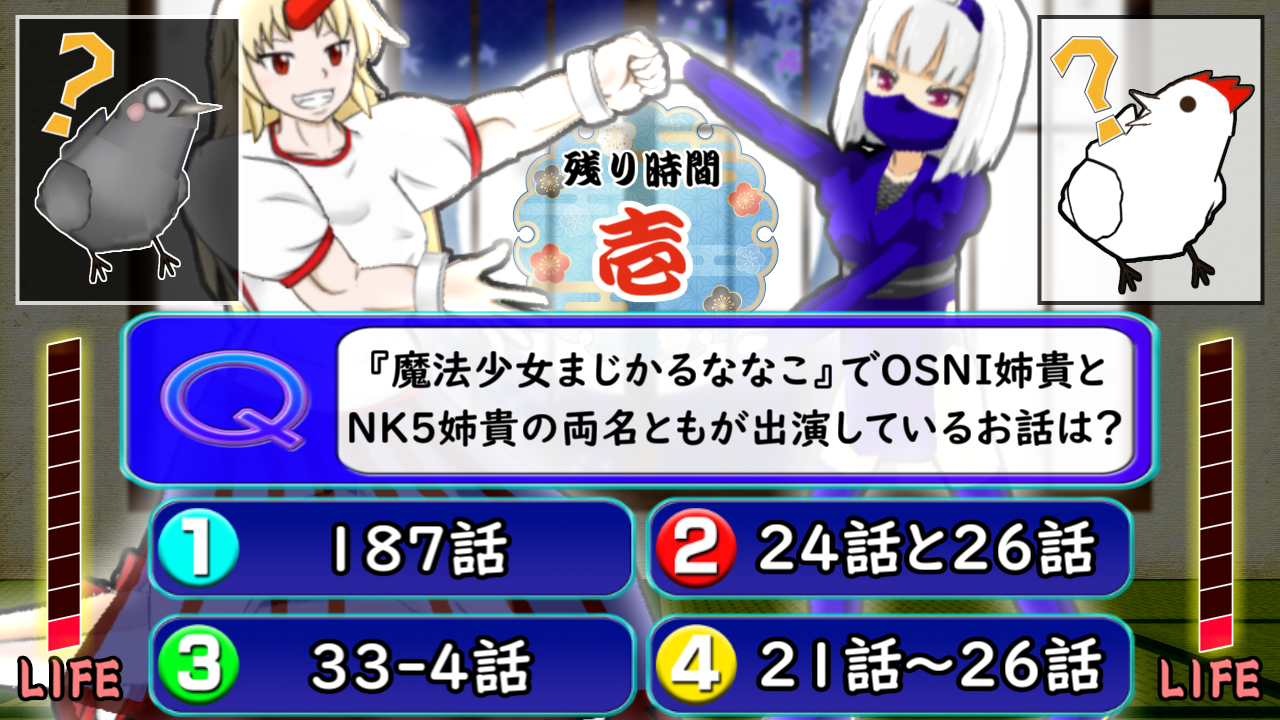 ?
?
残り時間
壱
Q
『魔法少女まじかるななこ』でOSNI姉貴と
NK5姉貴の両名ともが出演しているお話は?
1 187話
2 24話と26話
3 33-4話
4 21話～26話
LIFE
LIFE